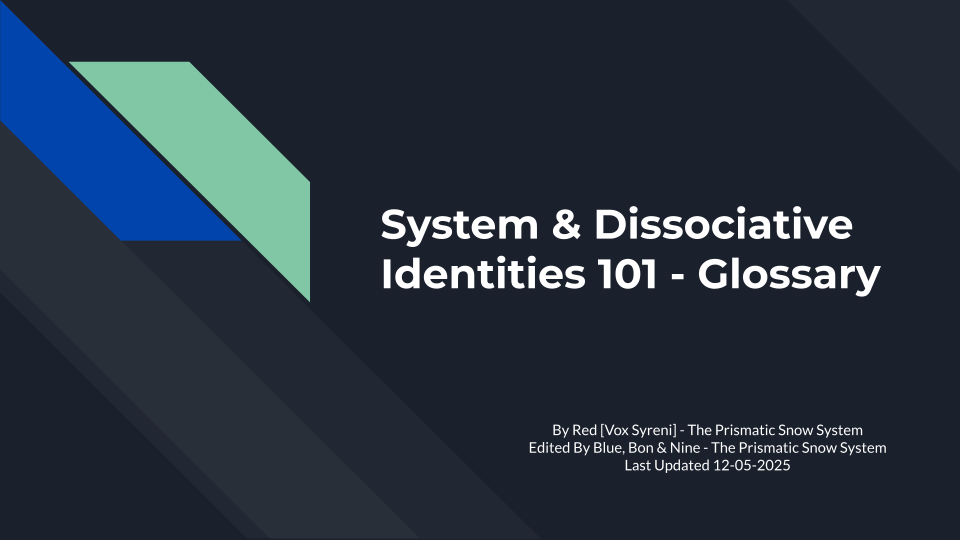 System & Dissociative
Identities 101 - Glossary
By Red [Vox Syreni] - The Prismatic Snow System
Edited By Blue, Bon & Nine - The Prismatic Snow System
Last Updated 12-05-2025